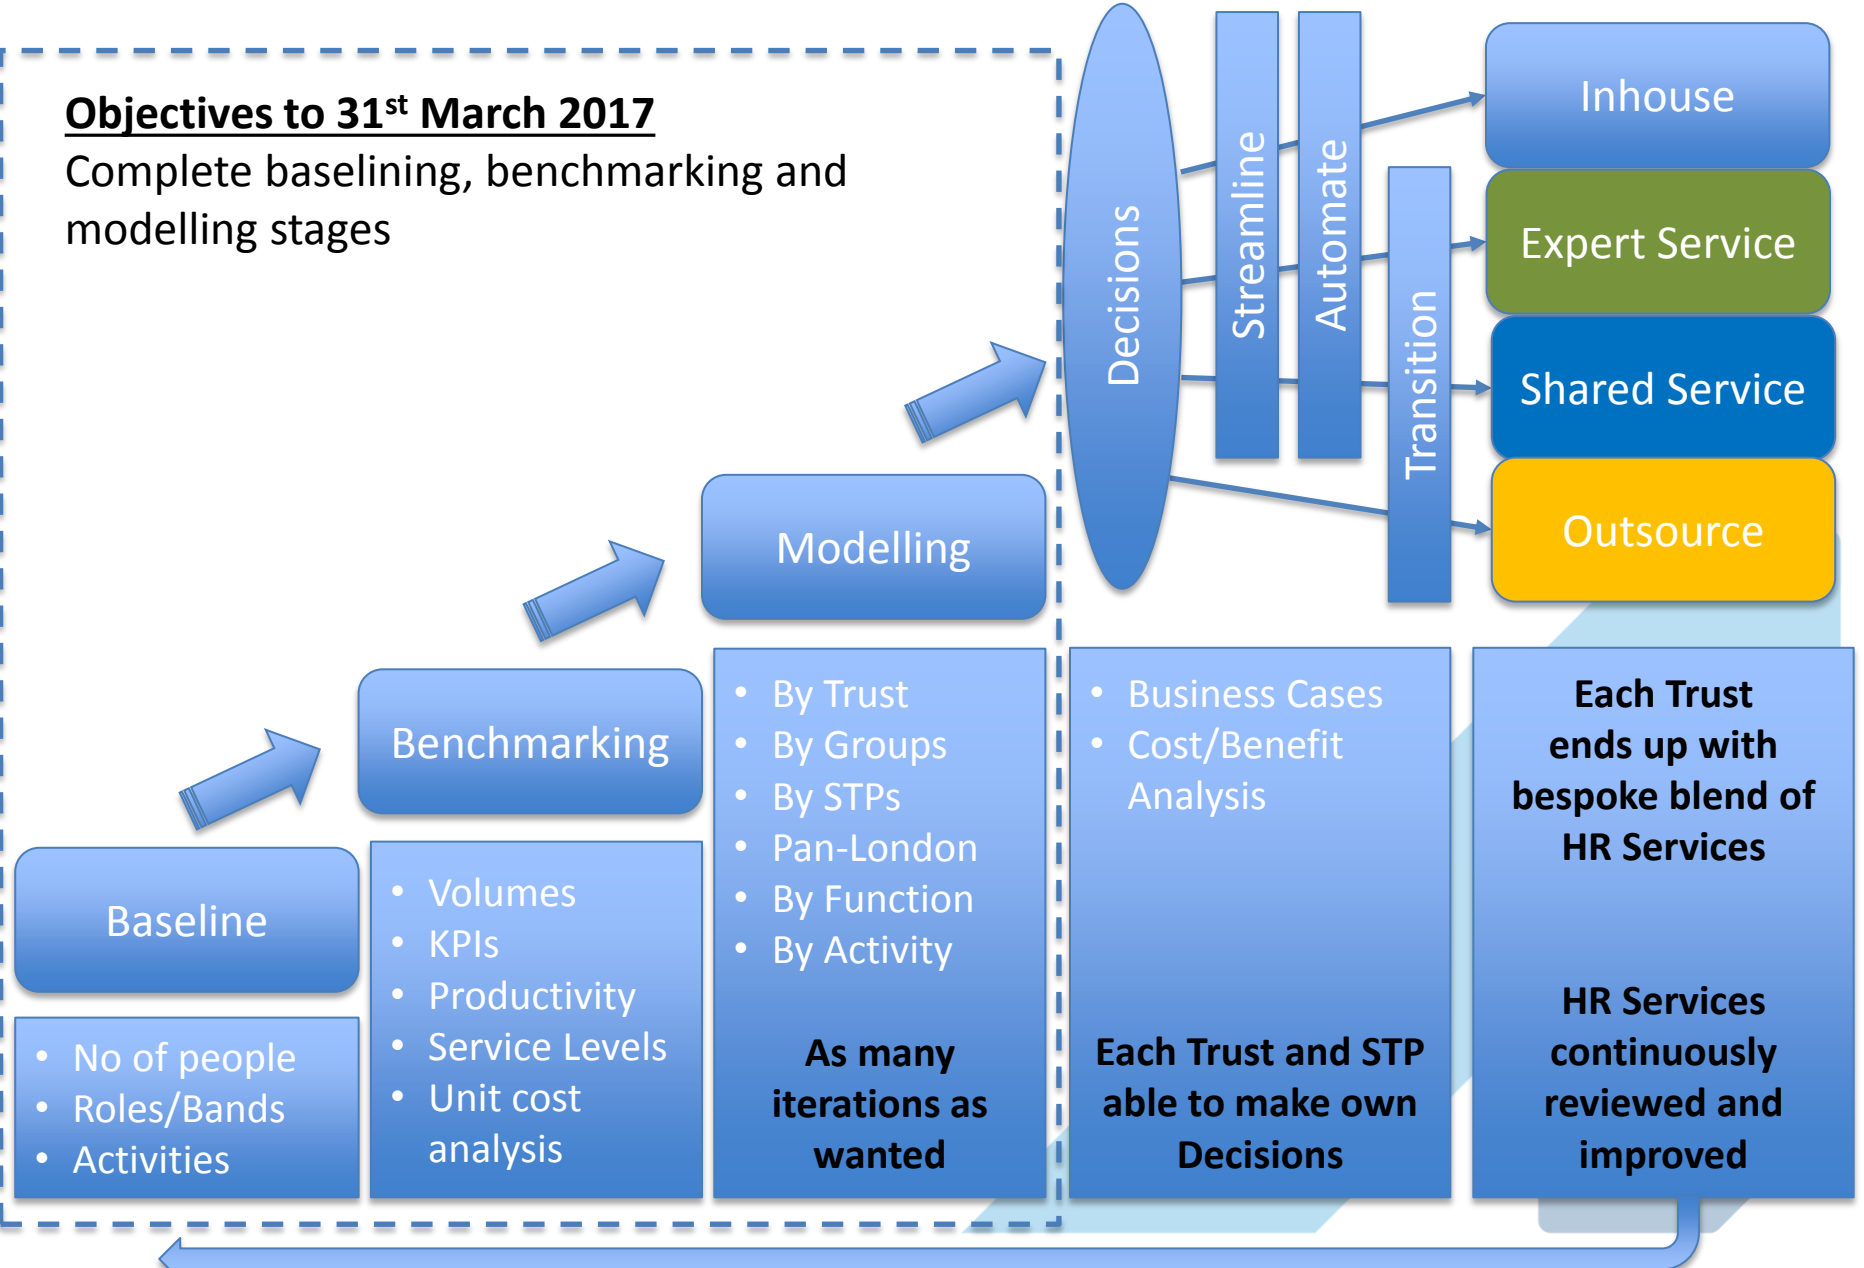 Objectives to 31st March 2017
Complete baselining, benchmarking and
modelling stages
Decisions
Streamline
Automate
Transition
Inhouse
Expert Service
Shared Service
Outsource
Modelling
• By Trust
• By Groups
• By STPs
• Pan-London
• By Function
• By Activity
As many
iterations as
wanted
Benchmarking
• Volumes
• KPIs
• Productivity
• Service Levels
• Unit cost
analysis
Baseline
• No of people
• Roles/Bands
• Activities
• Business Cases
• Cost/Benefit
Analysis
Each Trust and STP
able to make own
Decisions
Each Trust
ends up with
bespoke blend of
HR Services
HR Services
continuously
reviewed and
improved